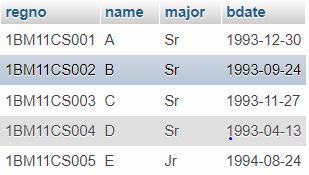 regno name major bdate
1BM11CS001 A Sr 1993-12-30
1BM11CS002 B Sr 1993-09-24
1BM11CS003 C Sr 1993-11-27
1BM11CS004 D Sr 1993-04-13
1BM11CS005 E Jr 1994-08-24